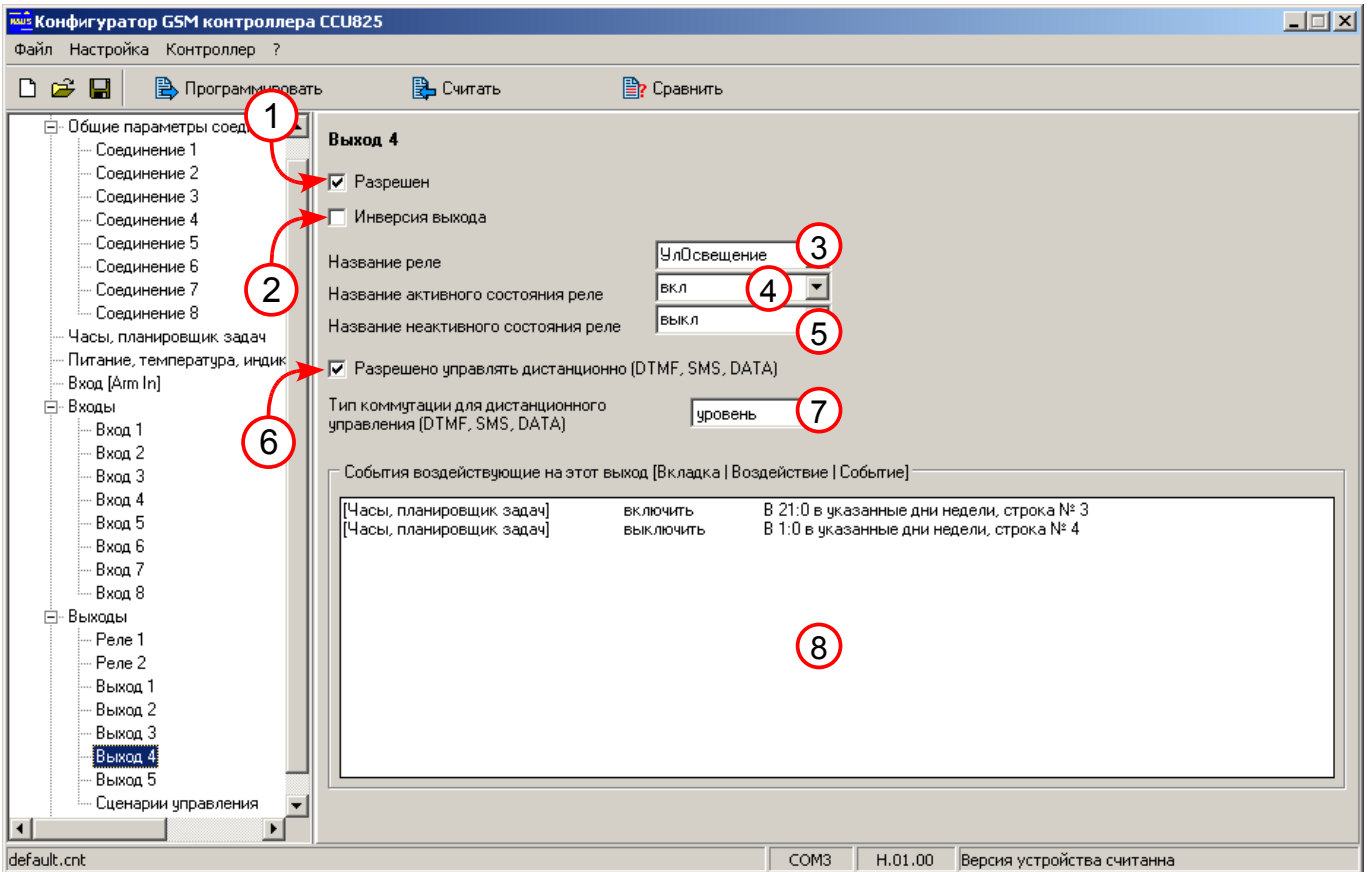 Конфигуратор GSM контроллера CCU825
Файл Настройка Контроллер ?
Программировать Считать Сравнить
1
Общие параметры соед
Соединение 1
Соединение 2
Соединение 3
Соединение 4
Соединение 5
Соединение 6
Соединение 7
Соединение 8
Часы, планировщик задач
Питание, температура, индик
Вход [Arm In]
Входы
Вход 1
Вход 2
Вход 3
Вход 4
Вход 5
Вход 6
Вход 7
Вход 8
Выходы
Реле 1
Реле 2
Выход 1
Выход 2
Выход 3
Выход 4
Выход 5
Сценарии управления
Выход 4
Разрешен
Инверсия выхода
2
Название реле УлОсвещение 3
Название активного состояния реле вкл 4
Название неактивного состояния реле выкл 5
Разрешено управлять дистанционно (DTMF, SMS, DATA)
6
Тип коммутации для дистанционного
управления (DTMF, SMS, DATA)
уровень 7
События воздействующие на этот выход [Вкладка | Воздействие | Событие]
[Часы, планировщик задач] включить В 21:0 в указанные дни недели, строка № 3
[Часы, планировщик задач] выключить В 1:0 в указанные дни недели, строка № 4
8
default.cnt COM3 H.01.00 Версия устройства считанна